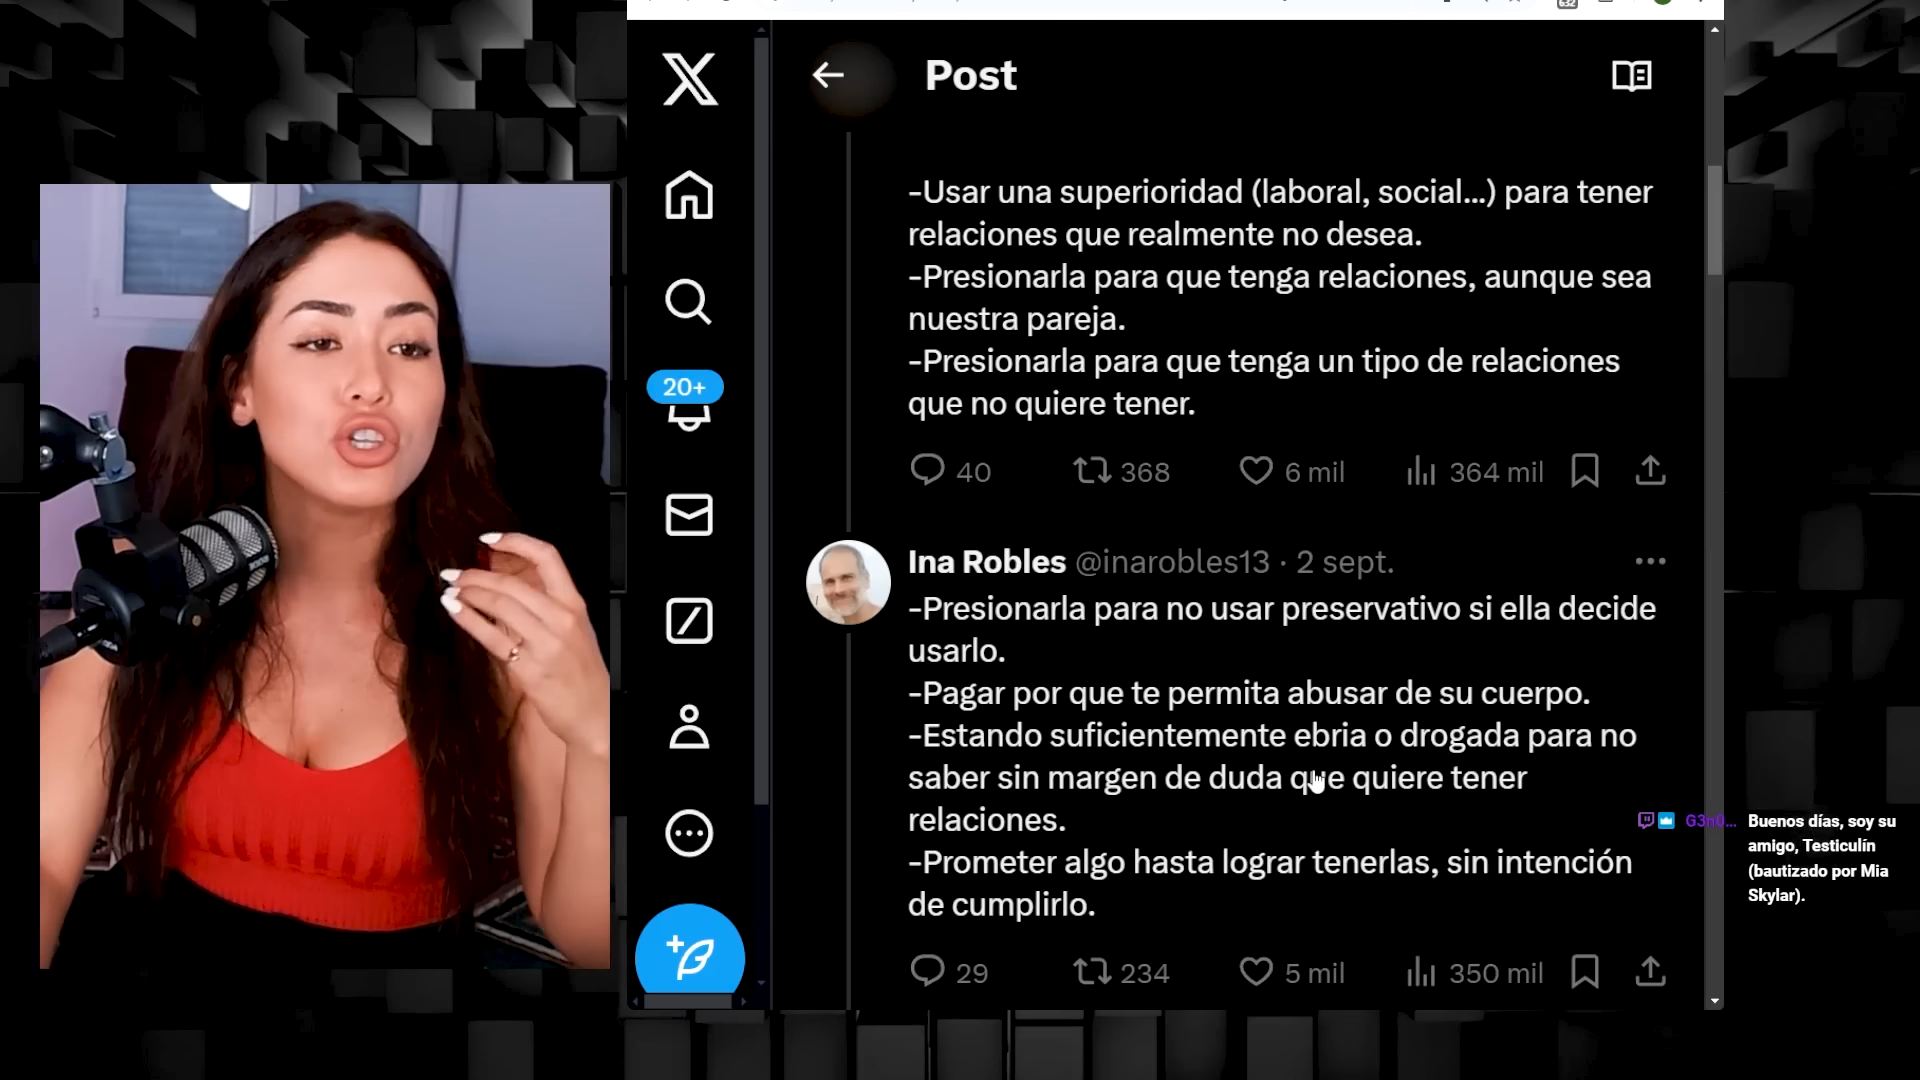 Post
-Usar una superioridad (laboral, social...) para tener
relaciones que realmente no desea.
-Presionarla para que tenga relaciones, aunque sea
nuestra pareja.
-Presionarla para que tenga un tipo de relaciones
que no quiere tener.
20+
40 368 6 mil 364 mil
Ina Robles @inarobles13 · 2 sept.
-Presionarla para no usar preservativo si ella decide
usarlo.
-Pagar por que te permita abusar de su cuerpo.
-Estando suficientemente ebria o drogada para no
saber sin margen de duda que quiere tener
relaciones.
-Prometer algo hasta lograr tenerlas, sin intención
de cumplirlo.
29 234 5 mil 350 mil
Buenos días, soy su
amigo, Testiculín
(bautizado por Mia
Skylar).